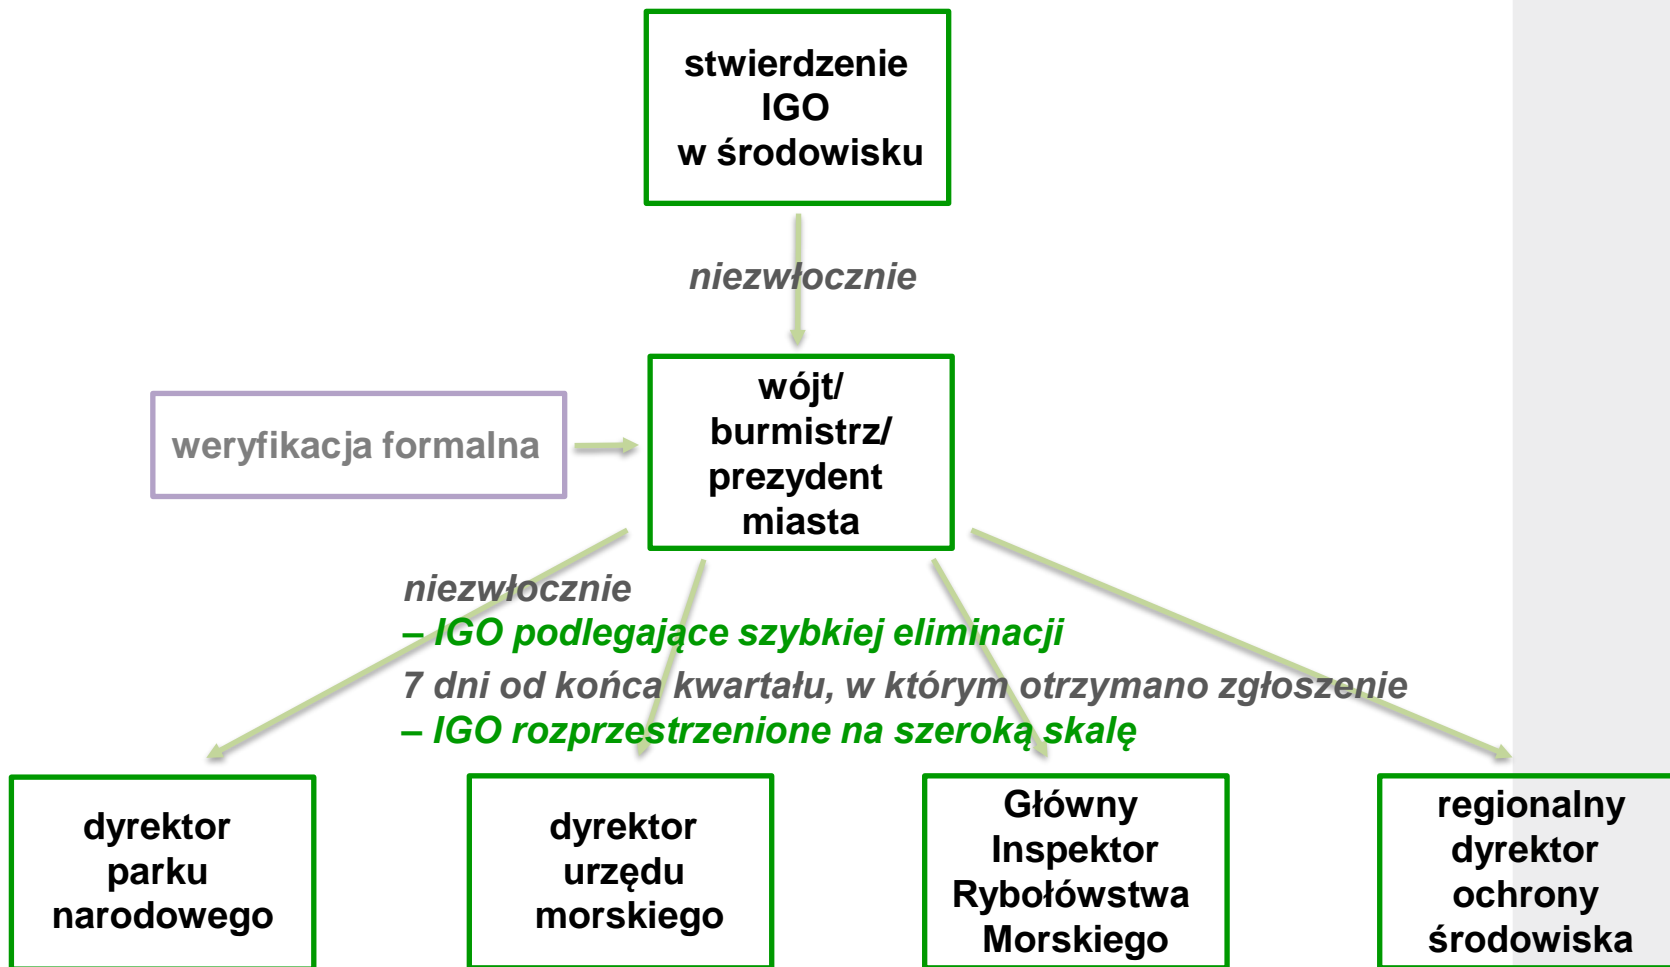 stwierdzenie
IGO
w środowisku
niezwłocznie
wójt/
burmistrz/
prezydent
miasta
weryfikacja formalna
niezwłocznie
– IGO podlegające szybkiej eliminacji
7 dni od końca kwartału, w którym otrzymano zgłoszenie
– IGO rozprzestrzenione na szeroką skalę
dyrektor
parku
narodowego
dyrektor
urzędu
morskiego
Główny
Inspektor
Rybołówstwa
Morskiego
regionalny
dyrektor
ochrony
środowiska